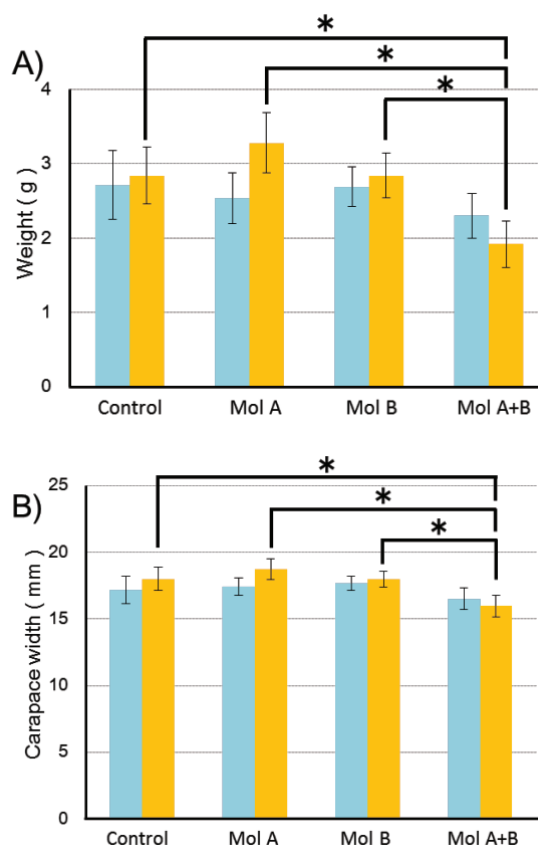 A)
*
*
*
Weight ( g )
4
3
2
1
0
Control Mol A Mol B Mol A+B
B)
*
*
*
Carapace width ( mm )
25
20
15
10
5
0
Control Mol A Mol B Mol A+B